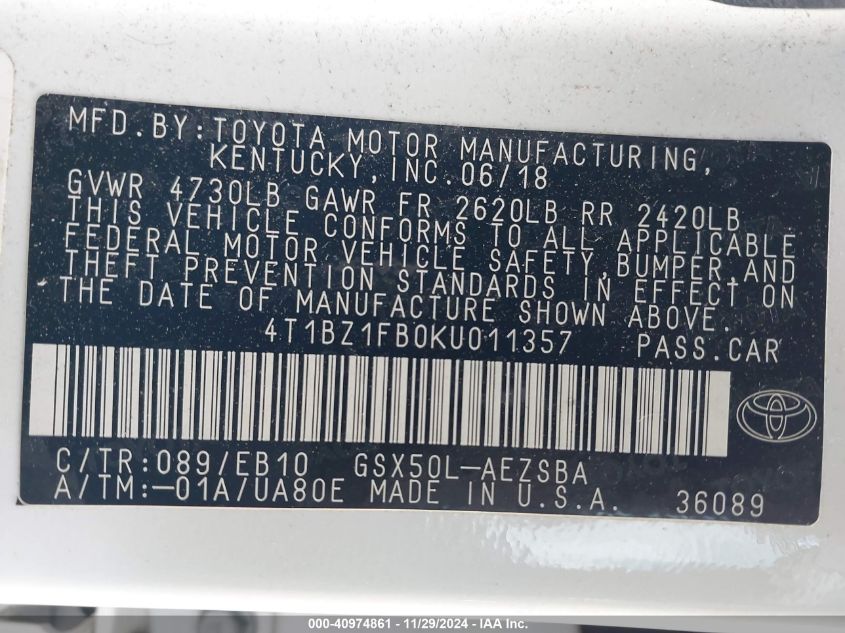 MFD.BY:TOYOTA MOTOR MANUFACTURING,
KENTUCKY,INC.06/18
GVWR 4730LB GAWR FR 2620LB RR 2420LB
THIS VEHICLE CONFORMS TO ALL APPLICABLE
FEDERAL MOTOR VEHICLE SAFETY,BUMPER,AND
THEFT PREVENTION STANDARDS IN EFFECT ON
THE DATE OF MANUFACTURE SHOWN ABOVE.
4T1BZ1FB0KU011357 PASS.CAR
C/TR:089/EB10 GSX50L-AEZSBA
A/TM:-01A/UA80E MADE IN U.S.A. 36089
000-40974861 - 11/29/2024 - IAA Inc.